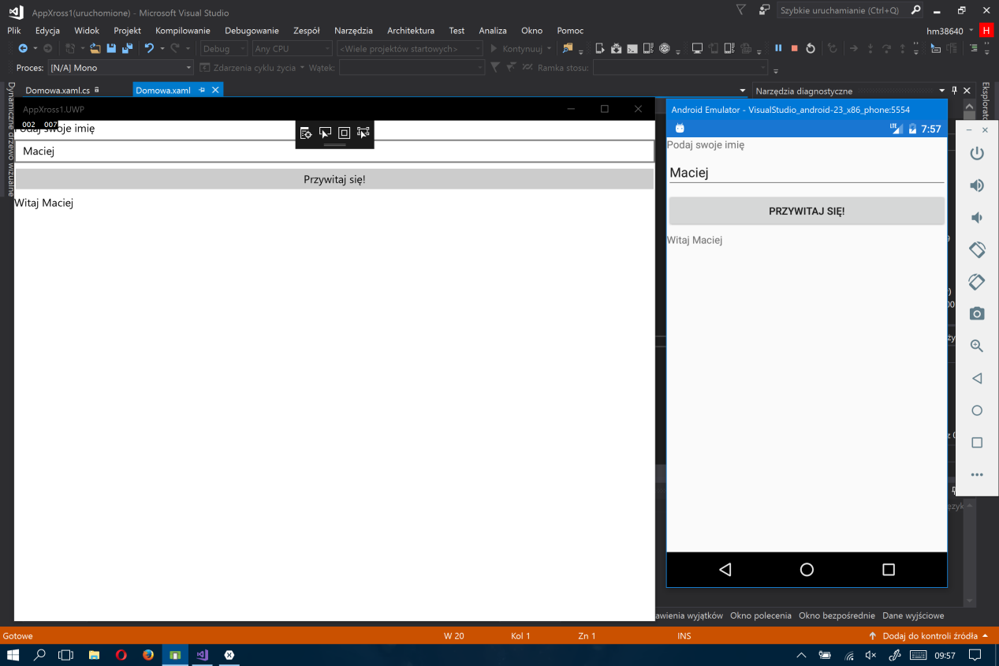 AppXross1(uruchomione) - Microsoft Visual Studio
Szybkie uruchamianie (Ctrl+Q)
Plik Edycja Widok Projekt Kompilowanie Debugowanie Zespół Narzędzia Architektura Test Analiza Okno Pomoc
hm38640 H
Debug Any CPU <Wiele projektów startowych> Kontynuuj
Proces: [N/A] Mono Zdarzenia cyklu życia Wątek: Ramka stosu:
Dynamiczne drzewo wizualne
Domowa.xaml.cs Domowa.xaml
Narzędzia diagnostyczne
AppXross1.UWP
002 007
Podaj swoje imię
Maciej
Przywitaj się!
Witaj Maciej
Android Emulator - VisualStudio_android-23_x86_phone:5554
LTE 7:57
Podaj swoje imię
Maciej
PRZYWITAJ SIĘ!
Witaj Maciej
Okno polecenia Okno bezpośrednie Dane wyjściowe
Gotowe W 20 Kol 1 Zn 1 INS Dodaj do kontroli źródła
09:57